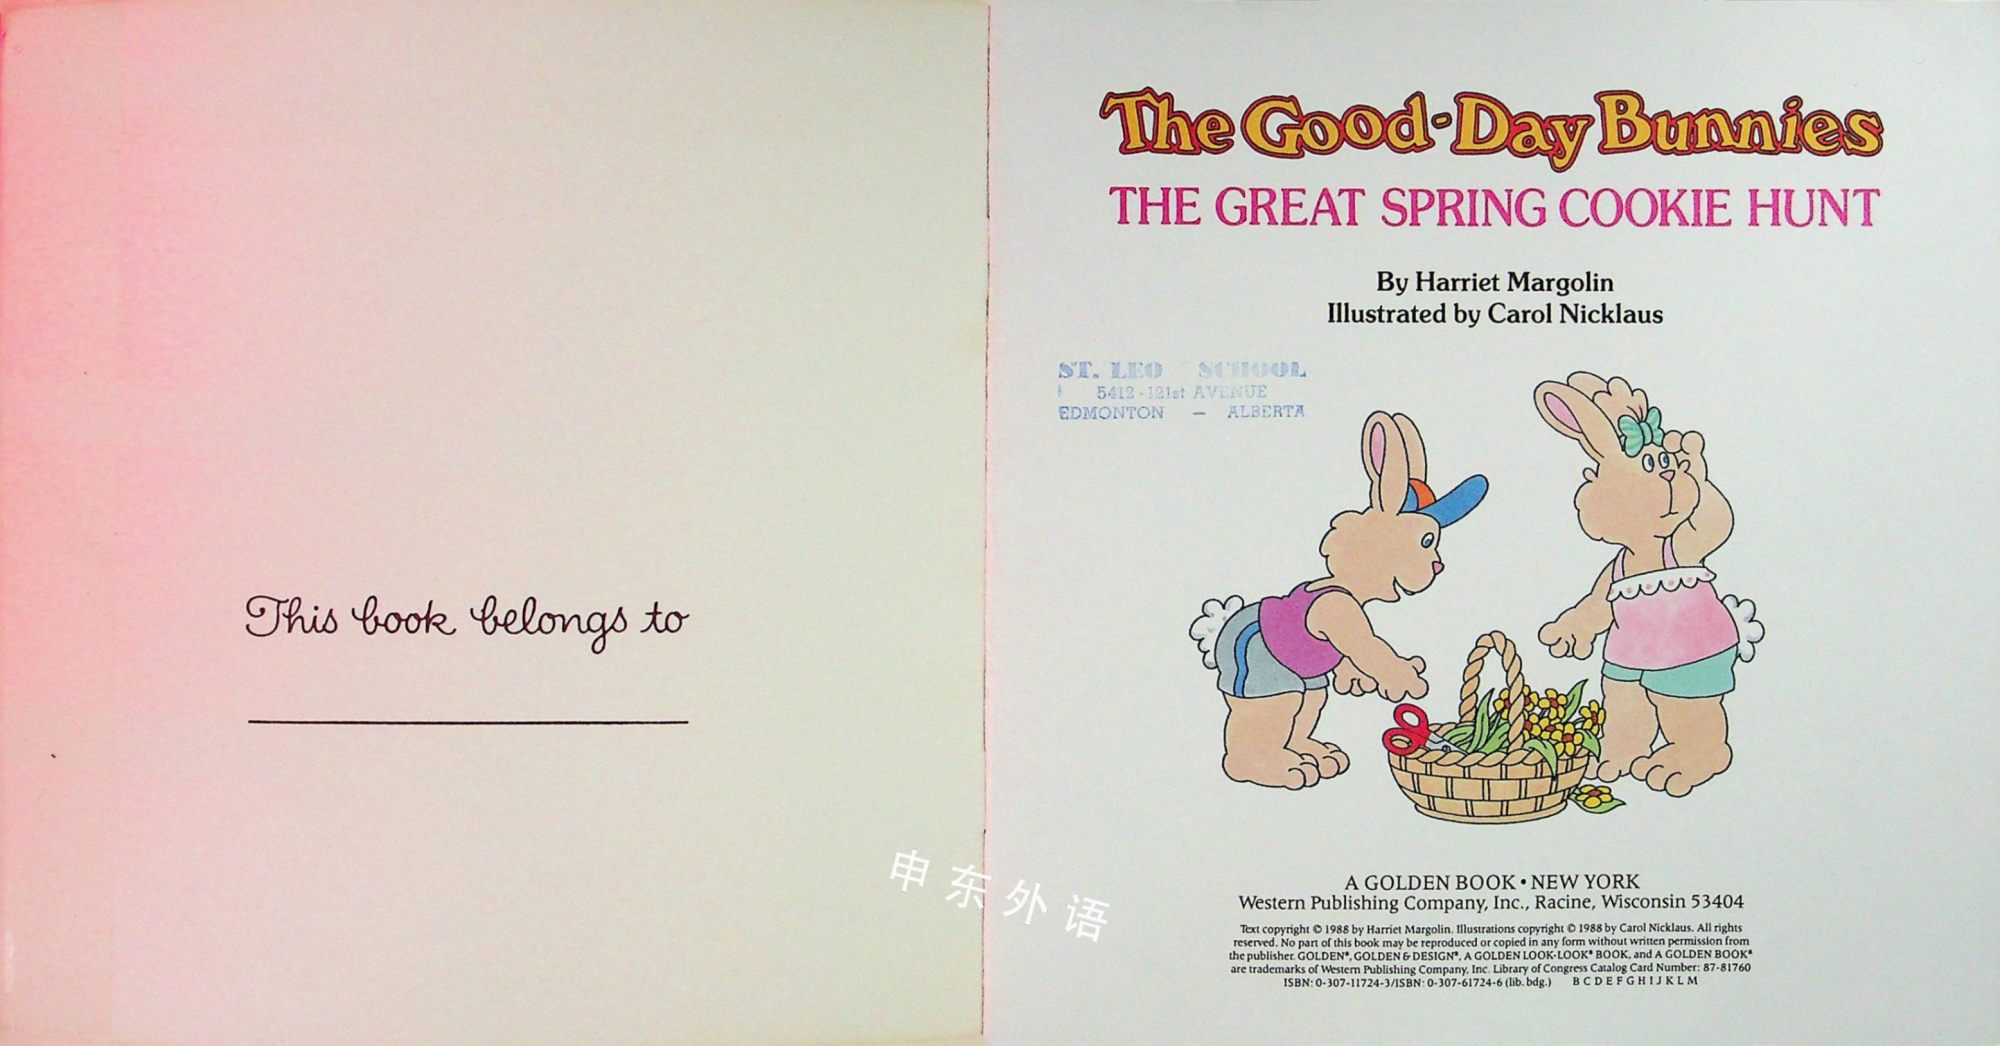 This book belongs to
The Good-Day Bunnies
THE GREAT SPRING COOKIE HUNT
By Harriet Margolin
Illustrated by Carol Nicklaus
ST. LEO SCHOOL
5412-121st AVENUE
EDMONTON — ALBERTA
A GOLDEN BOOK • NEW YORK
Western Publishing Company, Inc., Racine, Wisconsin 53404
Text copyright © 1988 by Harriet Margolin. Illustrations copyright © 1988 by Carol Nicklaus. All rights
reserved. No part of this book may be reproduced or copied in any form without written permission from
the publisher. GOLDEN®, GOLDEN & DESIGN®, A GOLDEN LOOK-LOOK® BOOK, and A GOLDEN BOOK®
are trademarks of Western Publishing Company, Inc. Library of Congress Catalog Card Number: 87-81760
ISBN: 0-307-11724-3/ISBN: 0-307-61724-6 (lib. bdg.) B C D E F G H I J K L M
申东外语